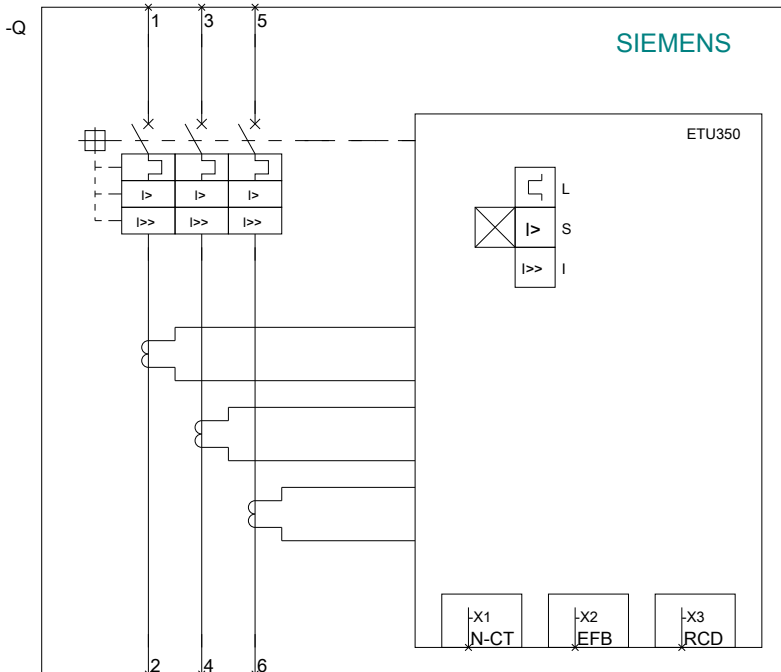 -Q
1 3 5
SIEMENS
ETU350
L
I> I> I>
I> S
I>> I>> I>>
I>> I
-X1 -X2 -X3
N-CT EFB RCD
2 4 6